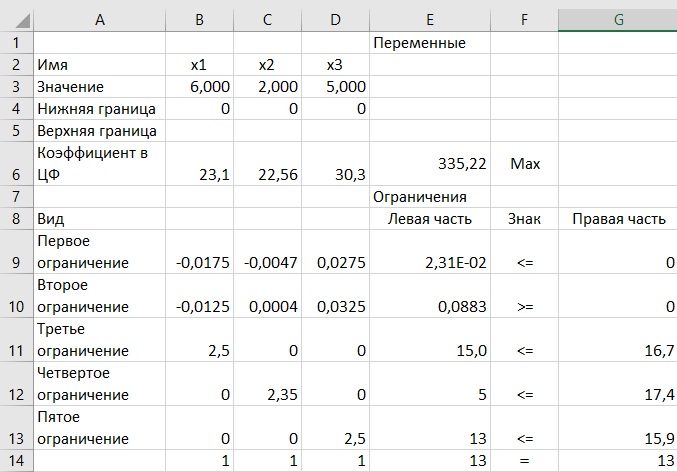 A B C D E F G
1 Переменные
2 Имя x1 x2 x3
3 Значение 6,000 2,000 5,000
4 Нижняя граница 0 0 0
5 Верхняя граница
Коэффициент в
6 ЦФ 23,1 22,56 30,3 335,22 Max
7 Ограничения
8 Вид Левая часть Знак Правая часть
Первое
9 ограничение -0,0175 -0,0047 0,0275 2,31E-02 <= 0
Второе
10 ограничение -0,0125 0,0004 0,0325 0,0883 >= 0
Третье
11 ограничение 2,5 0 0 15,0 <= 16,7
Четвертое
12 ограничение 0 2,35 0 5 <= 17,4
Пятое
13 ограничение 0 0 2,5 13 <= 15,9
14 1 1 1 13 = 13